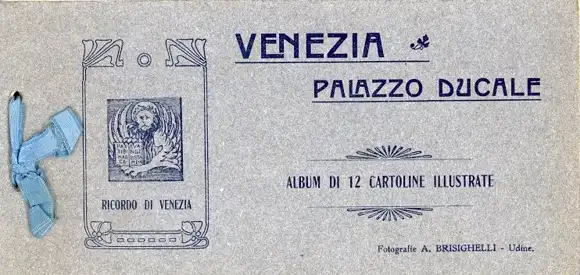 VENEZIA
PALAZZO DUCALE
RICORDO DI VENEZIA
ALBUM DI 12 CARTOLINE ILLUSTRATE
Fotografie A. BRISIGHELLI - Udine.